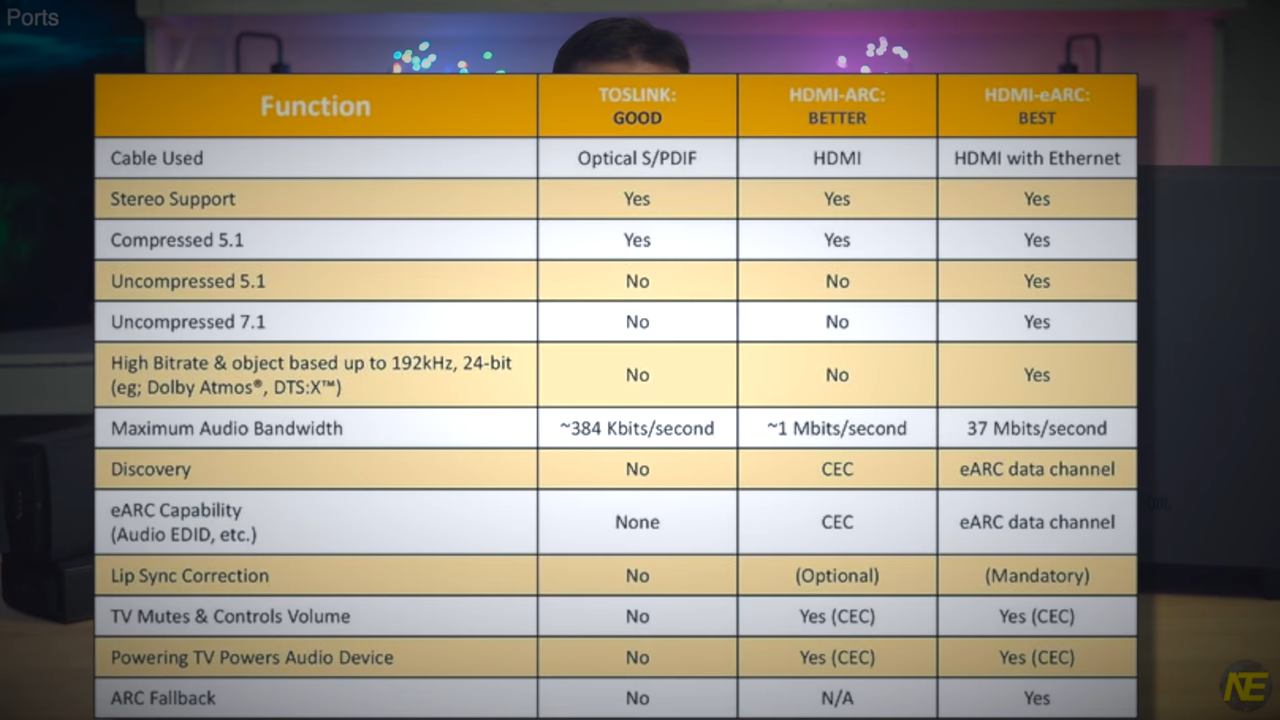 Ports
Function TOSLINK: GOOD HDMI-ARC: BETTER HDMI-eARC: BEST
Cable Used Optical S/PDIF HDMI HDMI with Ethernet
Stereo Support Yes Yes Yes
Compressed 5.1 Yes Yes Yes
Uncompressed 5.1 No No Yes
Uncompressed 7.1 No No Yes
High Bitrate & object based up to 192kHz, 24-bit
(eg; Dolby Atmos®, DTS:X™) No No Yes
Maximum Audio Bandwidth ~384 Kbits/second ~1 Mbits/second 37 Mbits/second
Discovery No CEC eARC data channel
eARC Capability
(Audio EDID, etc.) None CEC eARC data channel
Lip Sync Correction No (Optional) (Mandatory)
TV Mutes & Controls Volume No Yes (CEC) Yes (CEC)
Powering TV Powers Audio Device No Yes (CEC) Yes (CEC)
ARC Fallback No N/A Yes
NE